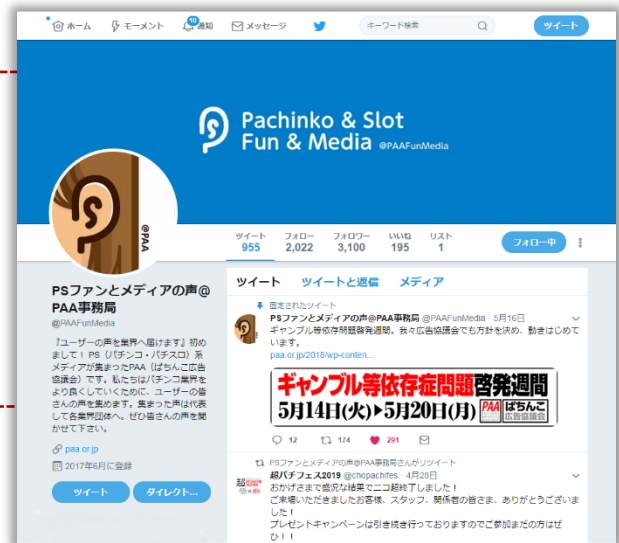 ホーム モーメント 10 通知 メッセージ キーワード検索 ツイート
Pachinko & Slot
Fun & Media @PAAFunMedia
@PAA
ツイート フォロー フォロワー いいね リスト
955 2,022 3,100 195 1
フォロー中
PSファンとメディアの声@
PAA事務局
@PAAFunMedia
『ユーザーの声を業界へ届けます』初め
まして！ PS（パチンコ・パチスロ）系
メディアが集まったPAA（ぱちんこ広告
協議会）です。私たちはパチンコ業界を
より良くしていくために、ユーザーの皆
さんの声を集めます。集まった声は代表
して各業界団体へ。ぜひ皆さんの声を聞
かせて下さい。
paa.or.jp
2017年6月に登録
ツイート ダイレクト...
ツイート ツイートと返信 メディア
固定されたツイート
PSファンとメディアの声@PAA事務局 @PAAFunMedia · 5月16日
ギャンブル等依存問題啓発週間。我々広告協議会でも方針を決め、動きはじめて
います。
paa.or.jp/2018/wp-conten...
ギャンブル等依存症問題啓発週間
5月14日(火)▶5月20日(月) PAA ぱちんこ
広告協議会
12 174 291
PSファンとメディアの声@PAA事務局さんがリツイート
超パチフェス2019 @chopachifes · 4月28日
おかげさまで盛況な結果でニコ超終了しました！
ご来場いただきましたお客様、スタッフ、関係者の皆さま、ありがとうございま
した！
プレゼントキャンペーンは引き続き行っておりますのでご参加まだの方はぜ
ひ！！